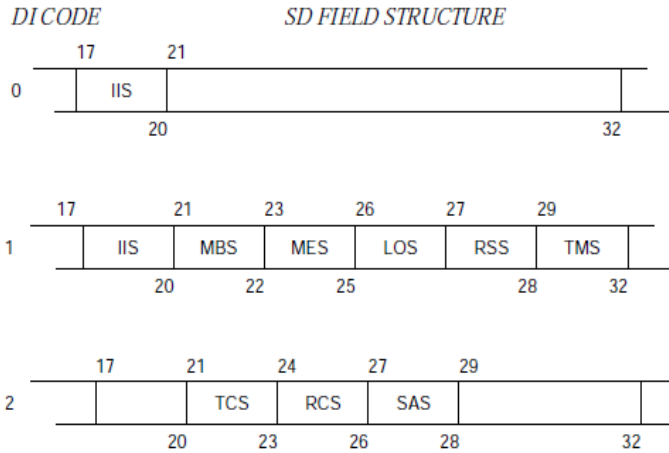 DI CODE SD FIELD STRUCTURE
17 21
0 IIS
20 32
17 21 23 26 27 29
1 IIS MBS MES LOS RSS TMS
20 22 25 28 32
17 21 24 27 29
2 TCS RCS SAS
20 23 26 28 32